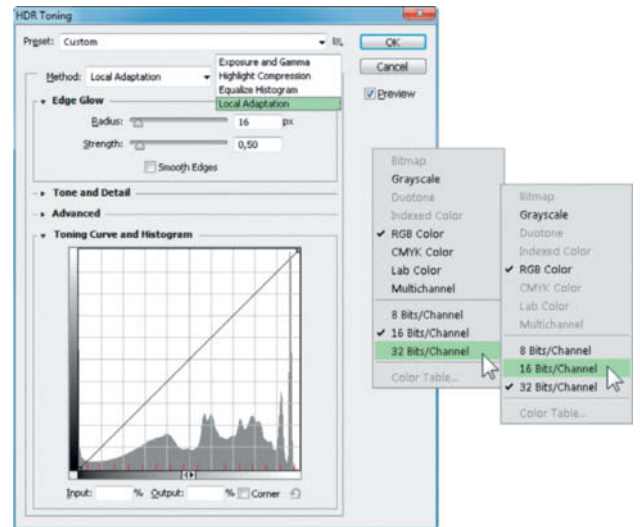 HDR Toning
Preset: Custom
OK
Cancel
Preview
Method: Local Adaptation
Exposure and Gamma
Highlight Compression
Equalize Histogram
Local Adaptation
Edge Glow
Radius: 16 px
Strength: 0,50
Smooth Edges
Tone and Detail
Advanced
Toning Curve and Histogram
Input: % Output: % Corner
Bitmap
Grayscale
Duotone
Indexed Color
RGB Color
CMYK Color
Lab Color
Multichannel
8 Bits/Channel
16 Bits/Channel
32 Bits/Channel
Color Table...
Bitmap
Grayscale
Duotone
Indexed Color
RGB Color
CMYK Color
Lab Color
Multichannel
8 Bits/Channel
16 Bits/Channel
32 Bits/Channel
Color Table...